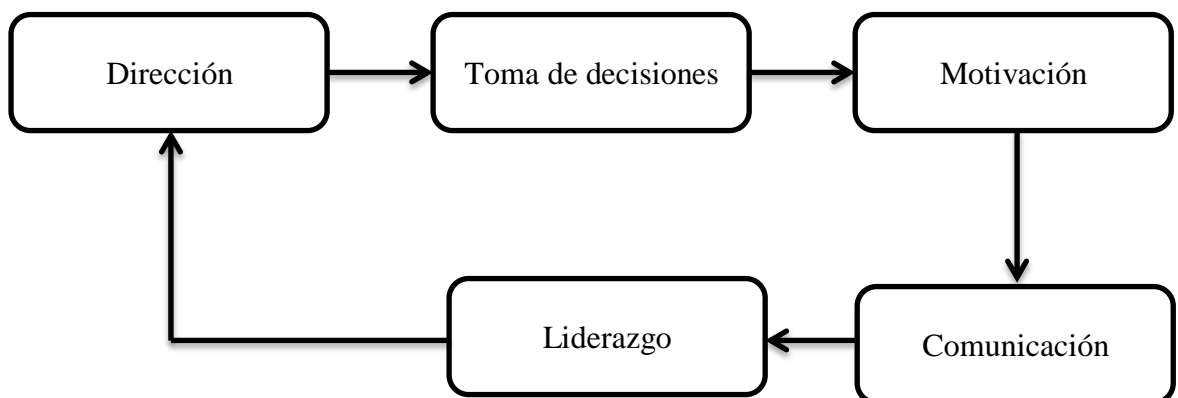 Dirección
Toma de decisiones
Motivación
Liderazgo
Comunicación